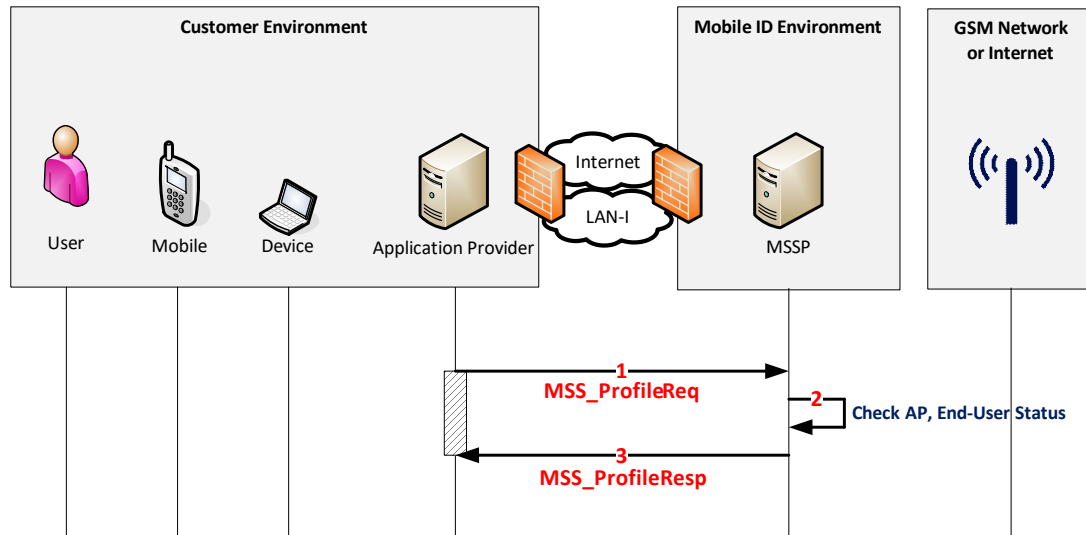 Customer Environment
Mobile ID Environment
GSM Network
or Internet
Internet
LAN-I
User
Mobile
Device
Application Provider
MSSP
1
MSS_ProfileReq
2
Check AP, End-User Status
3
MSS_ProfileResp